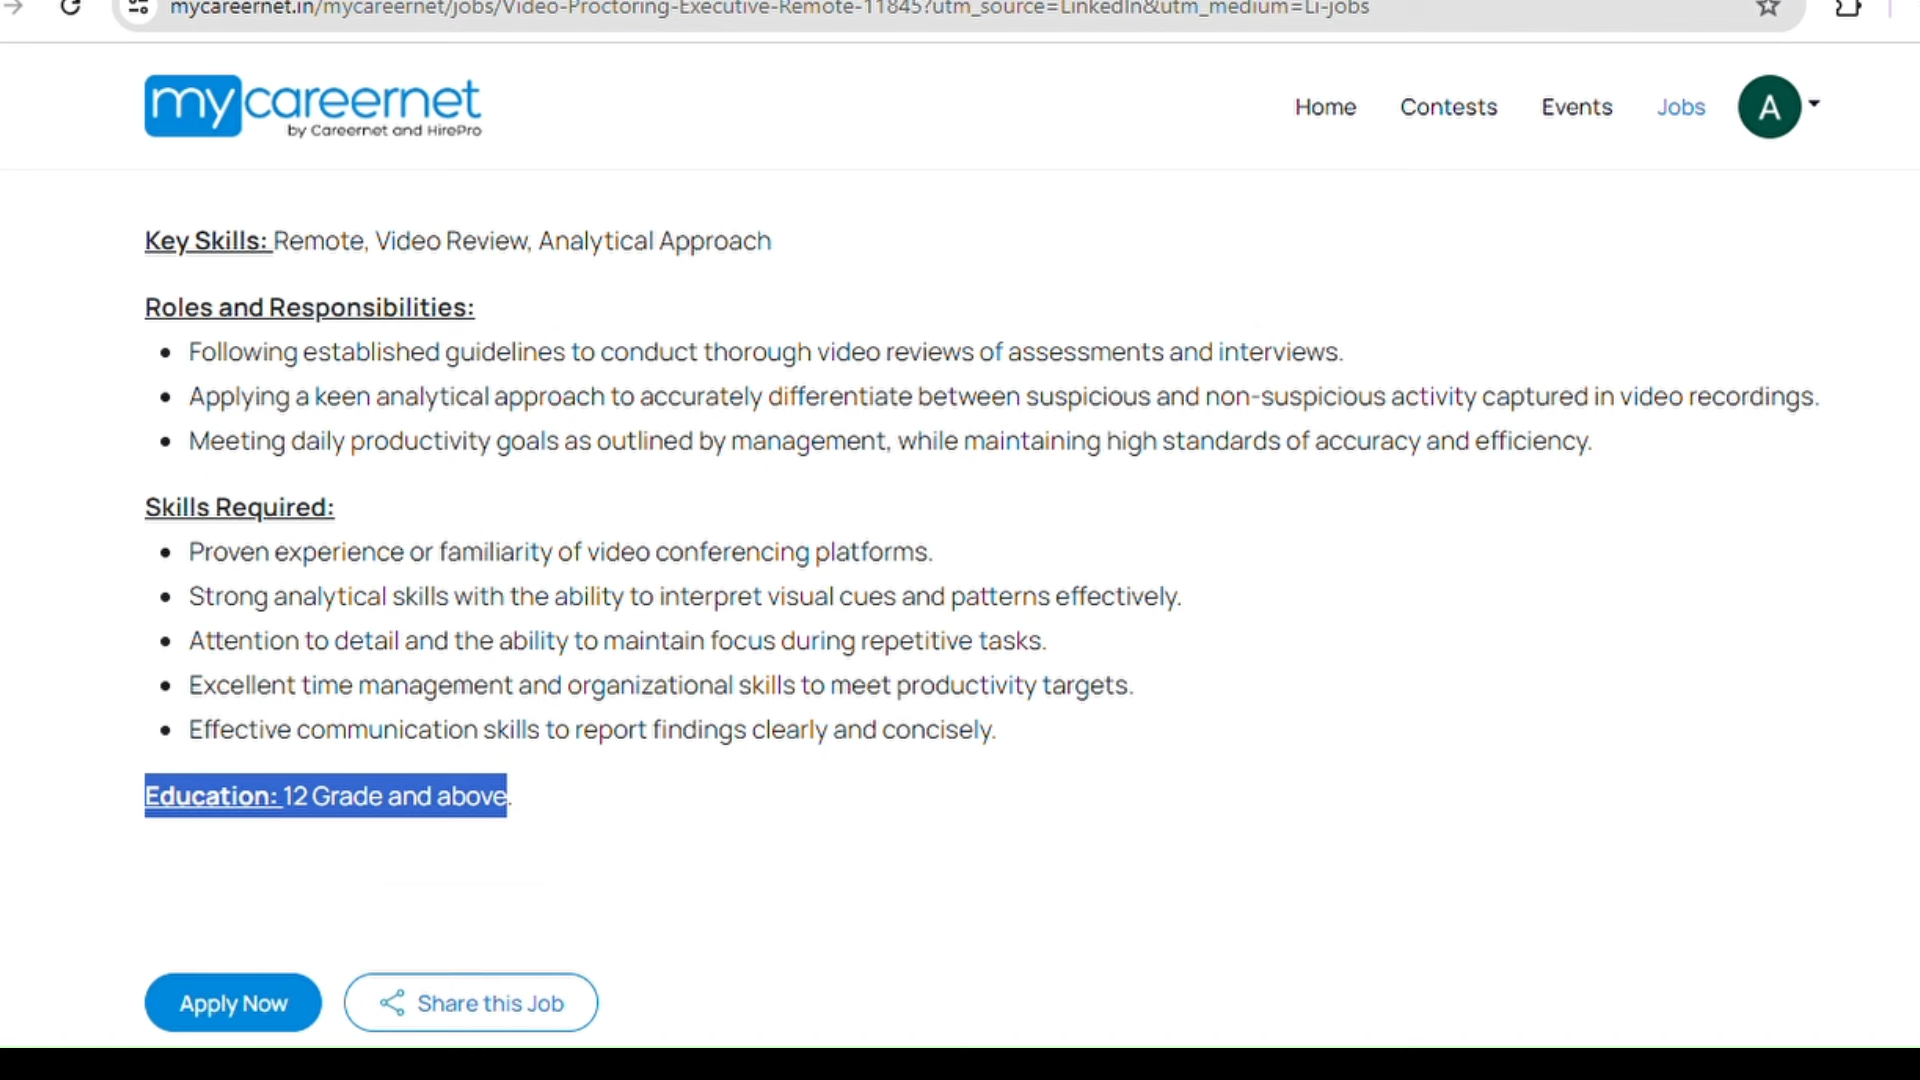 mycareernet.in/mycareernet/jobs/Video-Proctoring-Executive-Remote-11845?utm_source=LinkedIn&utm_medium=Li-jobs
mycareernet
by Careernet and HirePro
Home Contests Events Jobs A
Key Skills: Remote, Video Review, Analytical Approach
Roles and Responsibilities:
• Following established guidelines to conduct thorough video reviews of assessments and interviews.
• Applying a keen analytical approach to accurately differentiate between suspicious and non-suspicious activity captured in video recordings.
• Meeting daily productivity goals as outlined by management, while maintaining high standards of accuracy and efficiency.
Skills Required:
• Proven experience or familiarity of video conferencing platforms.
• Strong analytical skills with the ability to interpret visual cues and patterns effectively.
• Attention to detail and the ability to maintain focus during repetitive tasks.
• Excellent time management and organizational skills to meet productivity targets.
• Effective communication skills to report findings clearly and concisely.
Education: 12 Grade and above.
Apply Now Share this Job